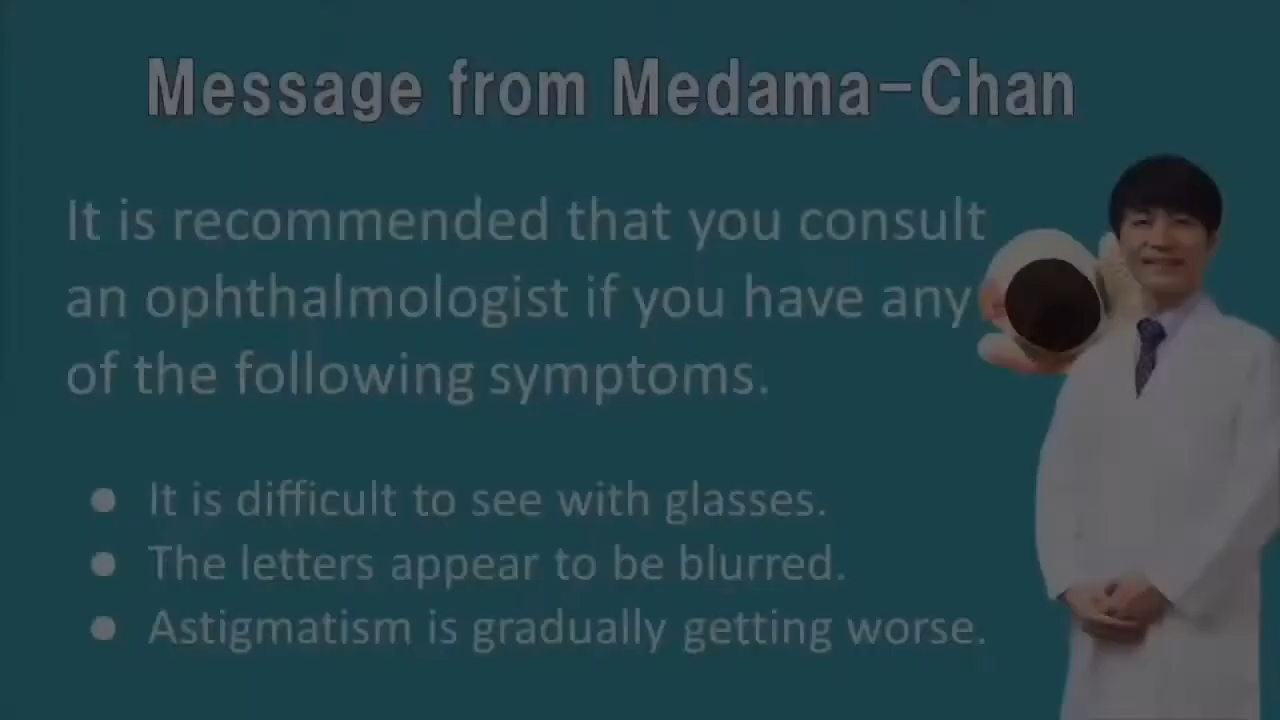 Message from Medama-Chan
It is recommended that you consult
an ophthalmologist if you have any
of the following symptoms.
● It is difficult to see with glasses.
● The letters appear to be blurred.
● Astigmatism is gradually getting worse.